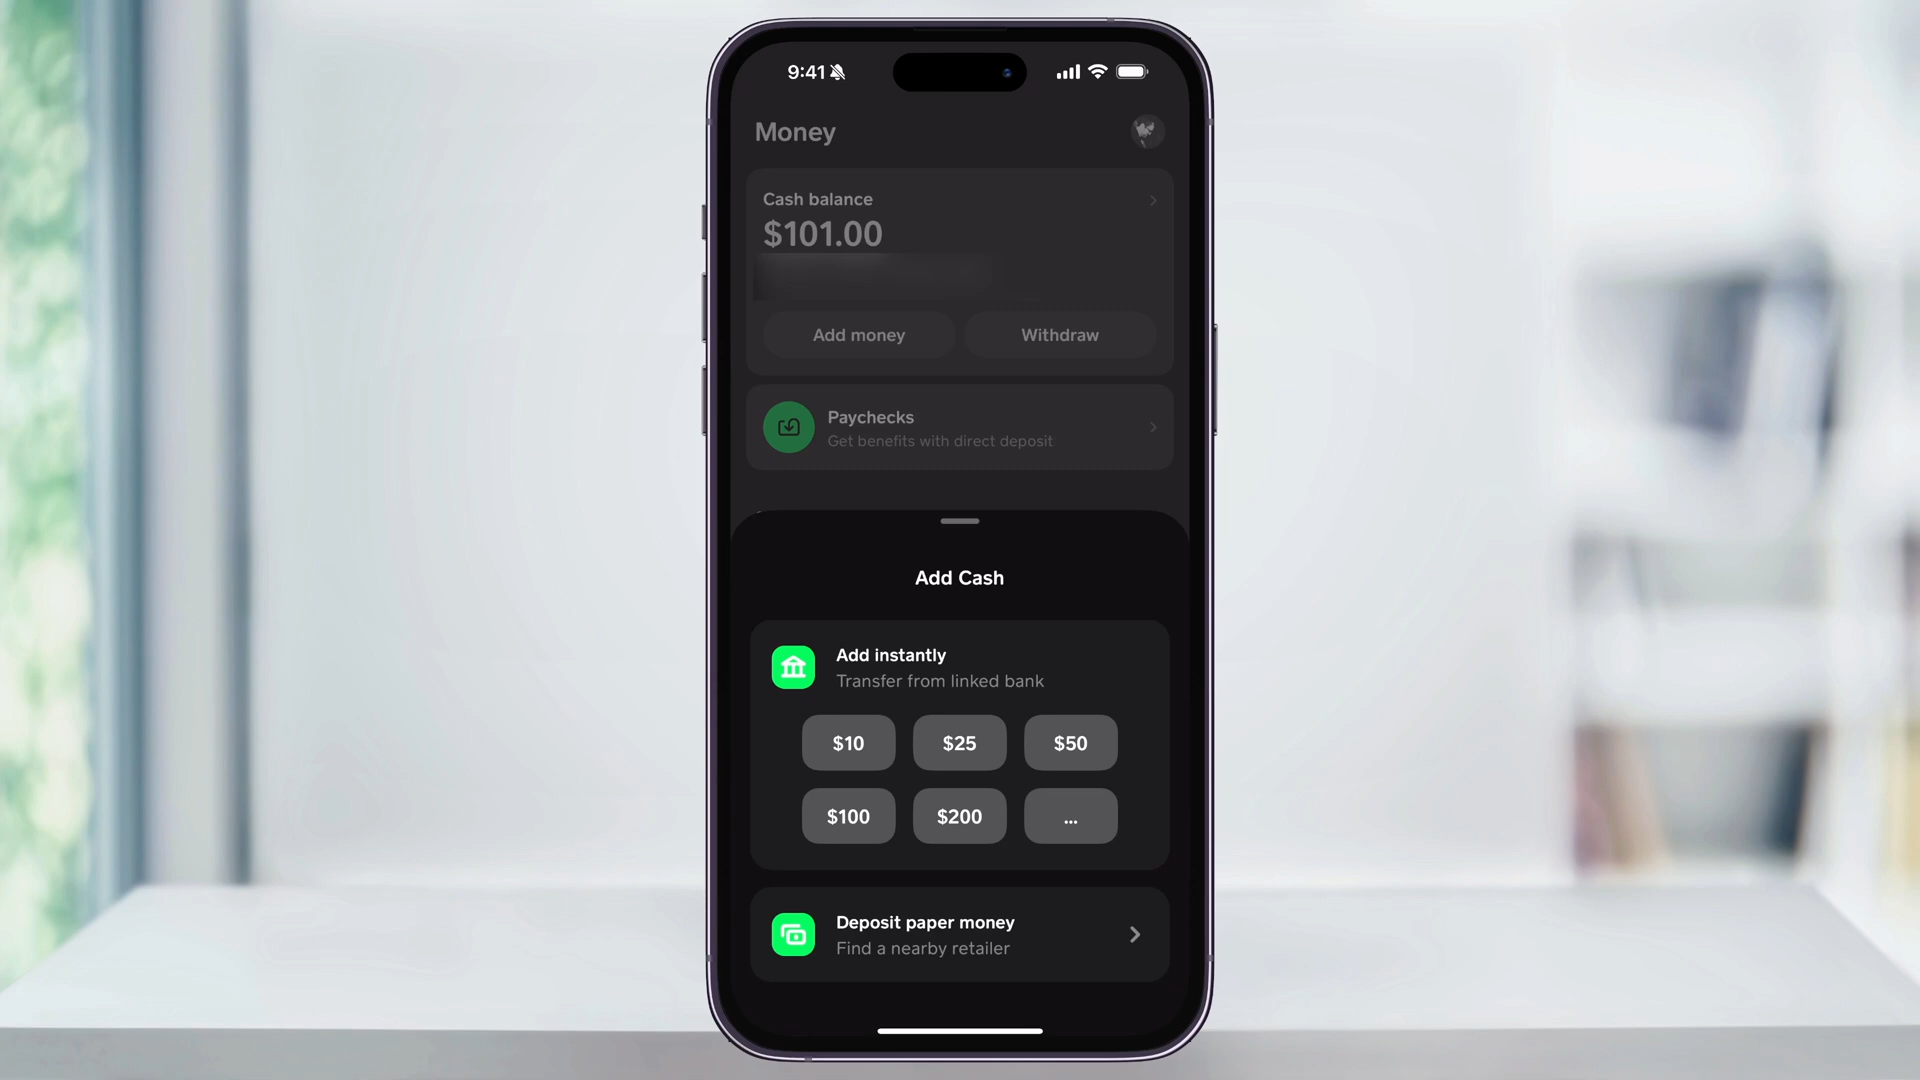 9:41
Money
Cash balance
$101.00
Add money Withdraw
Paychecks
Get benefits with direct deposit
Add Cash
Add instantly
Transfer from linked bank
$10 $25 $50
$100 $200 ...
Deposit paper money
Find a nearby retailer